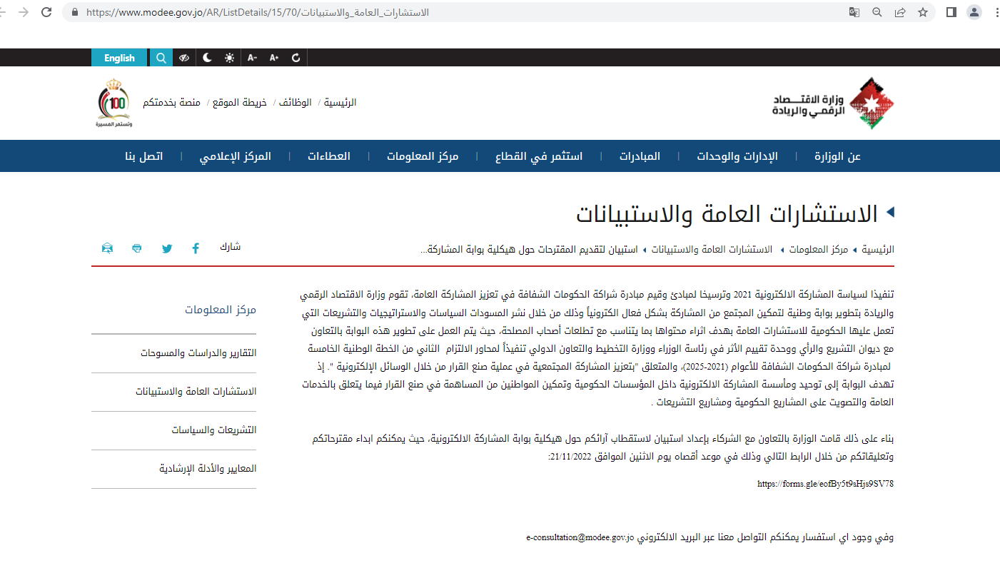 https://www.modee.gov.jo/AR/ListDetails/15/70/الاستشارات_العامة_والاستبيانات
English
A-
A+
وزارة الاقتـــصاد
الرقمـي والريادة
الرئيسية / الوظائف / خريطة الموقع / منصة بخدمتكم
100
وتستمر المسيرة
عن الوزارة | الإدارات والوحدات | المبادرات | استثمر في القطاع | مركز المعلومات | العطاءات | المركز الإعلامي | اتصل بنا
الاستشارات العامة والاستبيانات
الرئيسية مركز المعلومات الاستشارات العامة والاستبيانات استبيان لتقديم المقترحات حول هيكلية بوابة المشاركة...
شارك
تنفيذا لسياسة المشاركة الالكترونية 2021 وترسيخا لمبادئ وقيم مبادرة شراكة الحكومات الشفافة في تعزيز المشاركة العامة، تقوم وزارة الاقتصاد الرقمي
والريادة بتطوير بوابة وطنية لتمكين المجتمع من المشاركة بشكل فعال الكترونياً وذلك من خلال نشر المسودات السياسات والاستراتيجيات والتشريعات التي
تعمل عليها الحكومية للاستشارات العامة بهدف اثراء محتواها بما يتناسب مع تطلعات أصحاب المصلحة، حيث يتم العمل على تطوير هذه البوابة بالتعاون
مع ديوان التشريع والرأي ووحدة تقييم الأثر في رئاسة الوزراء ووزارة التخطيط والتعاون الدولي تنفيذاً لمحاور الالتزام الثاني من الخطة الوطنية الخامسة
لمبادرة شراكة الحكومات الشفافة للأعوام (2021-2025)، والمتعلق "بتعزيز المشاركة المجتمعية في عملية صنع القرار من خلال الوسائل الإلكترونية ". إذ
تهدف البوابة إلى توحيد ومأسسة المشاركة الالكترونية داخل المؤسسات الحكومية وتمكين المواطنين من المساهمة في صنع القرار فيما يتعلق بالخدمات
العامة والتصويت على المشاريع الحكومية ومشاريع التشريعات .
بناء على ذلك قامت الوزارة بالتعاون مع الشركاء بإعداد استبيان لاستقطاب آرائكم حول هيكلية بوابة المشاركة الالكترونية، حيث يمكنكم ابداء مقترحاتكم
وتعليقاتكم من خلال الرابط التالي وذلك في موعد أقصاه يوم الاثنين الموافق 21/11/2022:
https://forms.gle/eofBy5t9sHjs9SV78
وفي وجود اي استفسار يمكنكم التواصل معنا عبر البريد الالكتروني e-consultation@modee.gov.jo
مركز المعلومات
التقارير والدراسات والمسوحات
الاستشارات العامة والاستبيانات
التشريعات والسياسات
المعايير والأدلة الإرشادية